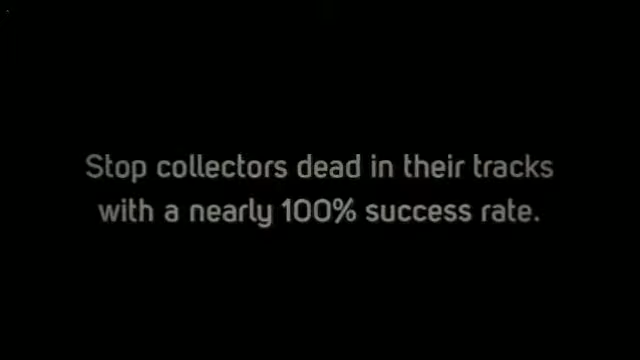 Stop collectors dead in their tracks
with a nearly 100% success rate.